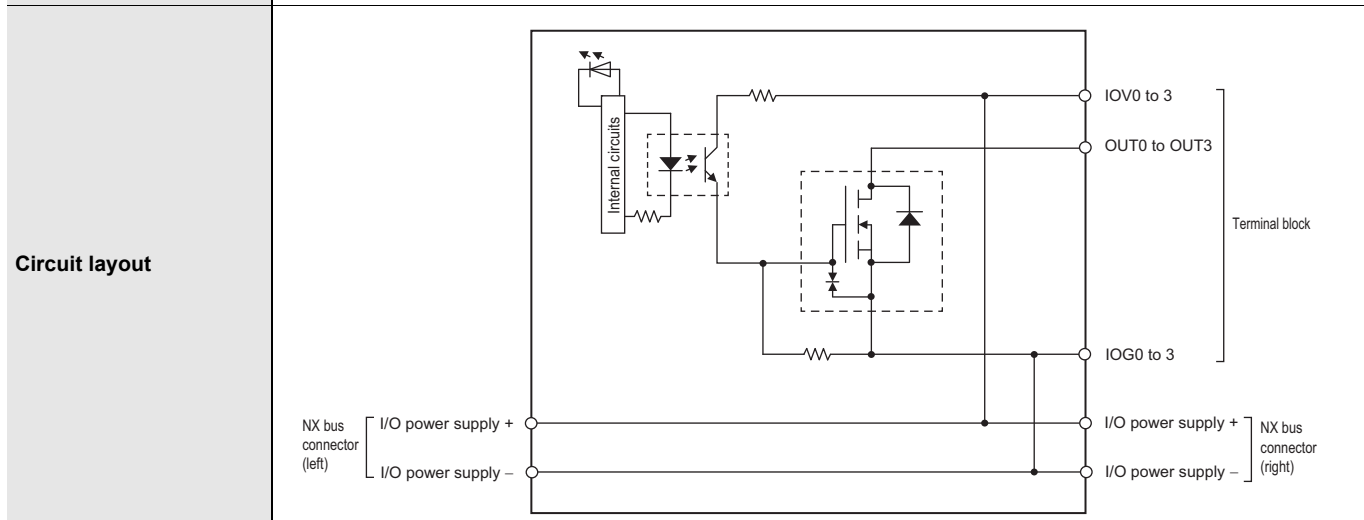 Circuit layout
Internal circuits
IOV0 to 3
OUT0 to OUT3
Terminal block
IOG0 to 3
NX bus
connector
(left)
I/O power supply +
I/O power supply −
I/O power supply +
I/O power supply −
NX bus
connector
(right)